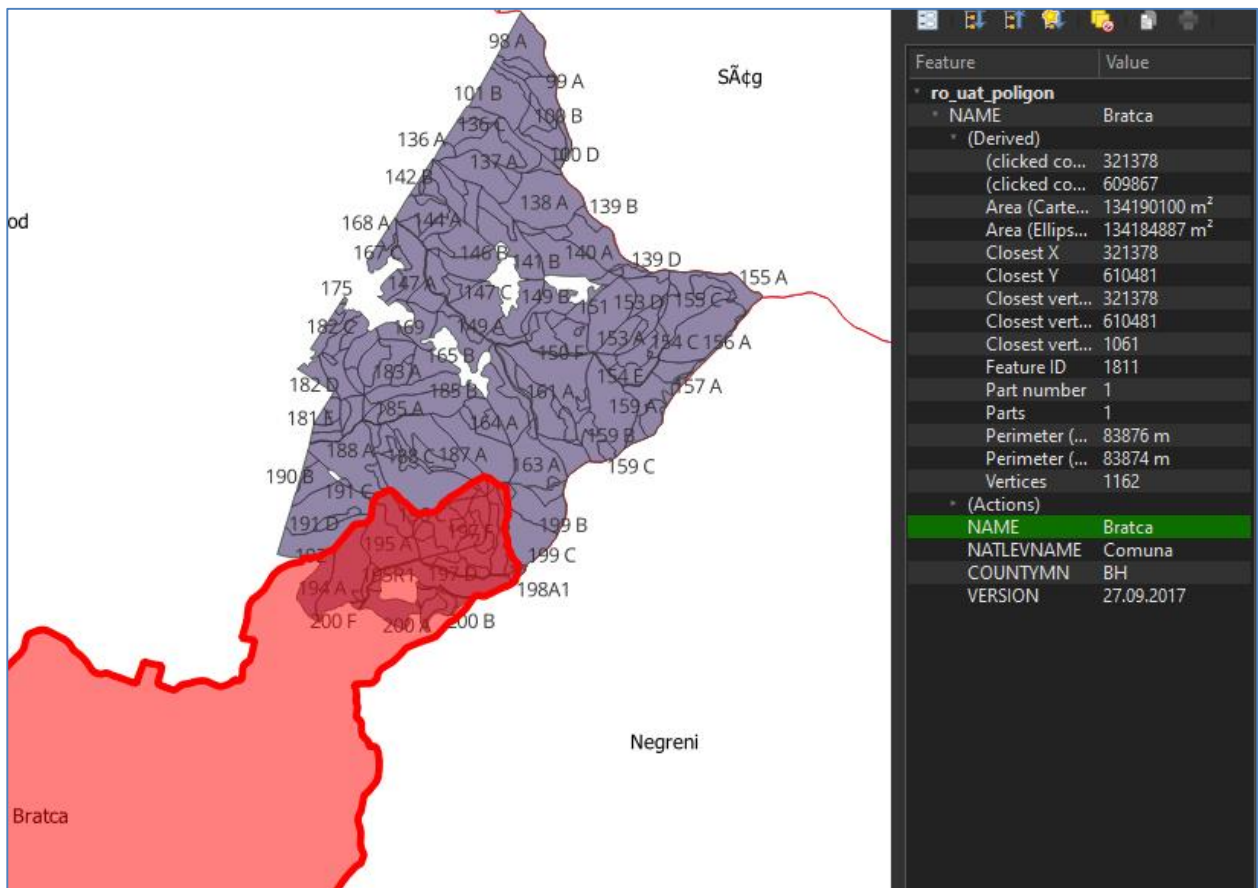 98 A
SÃ¢g
99 A
101 B
100 B
136 C
136 A
100 D
137 A
142 B
138 A
139 B
od
168 A
144 A
167 C
146 B
141 B
140 A
139 D
155 A
175
147 A
147 C
149 B
151
153 D
155 C
182 C
169
149 A
153 A
154 C
156 A
165 B
150 F
183 A
154 E
182 D
185 B
161 A
157 A
181 E
185 A
164 A
159 A
159 B
188 A
188 C
187 A
163 A
159 C
190 B
191 C
191 D
197 F
199 B
195 A
199 C
194 A
195R1
197 D
198A1
200 F
200 A
200 B
Negreni
Bratca
Feature Value
ro_uat_poligon
NAME Bratca
(Derived)
(clicked co... 321378
(clicked co... 609867
Area (Carte... 134190100 m²
Area (Ellips... 134184887 m²
Closest X 321378
Closest Y 610481
Closest vert... 321378
Closest vert... 610481
Closest vert... 1061
Feature ID 1811
Part number 1
Parts 1
Perimeter (... 83876 m
Perimeter (... 83874 m
Vertices 1162
(Actions)
NAME Bratca
NATLEVNAME Comuna
COUNTYMN BH
VERSION 27.09.2017